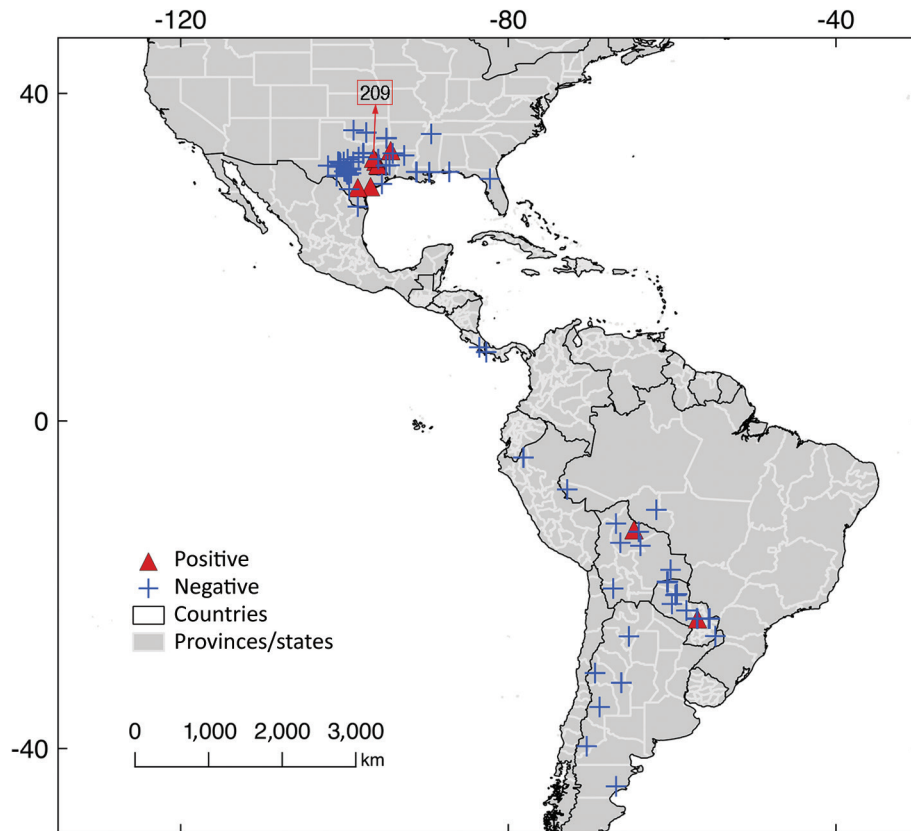 -120 -80 -40
40
209
0
Positive
Negative
Countries
Provinces/states
0 1,000 2,000 3,000
km
-40